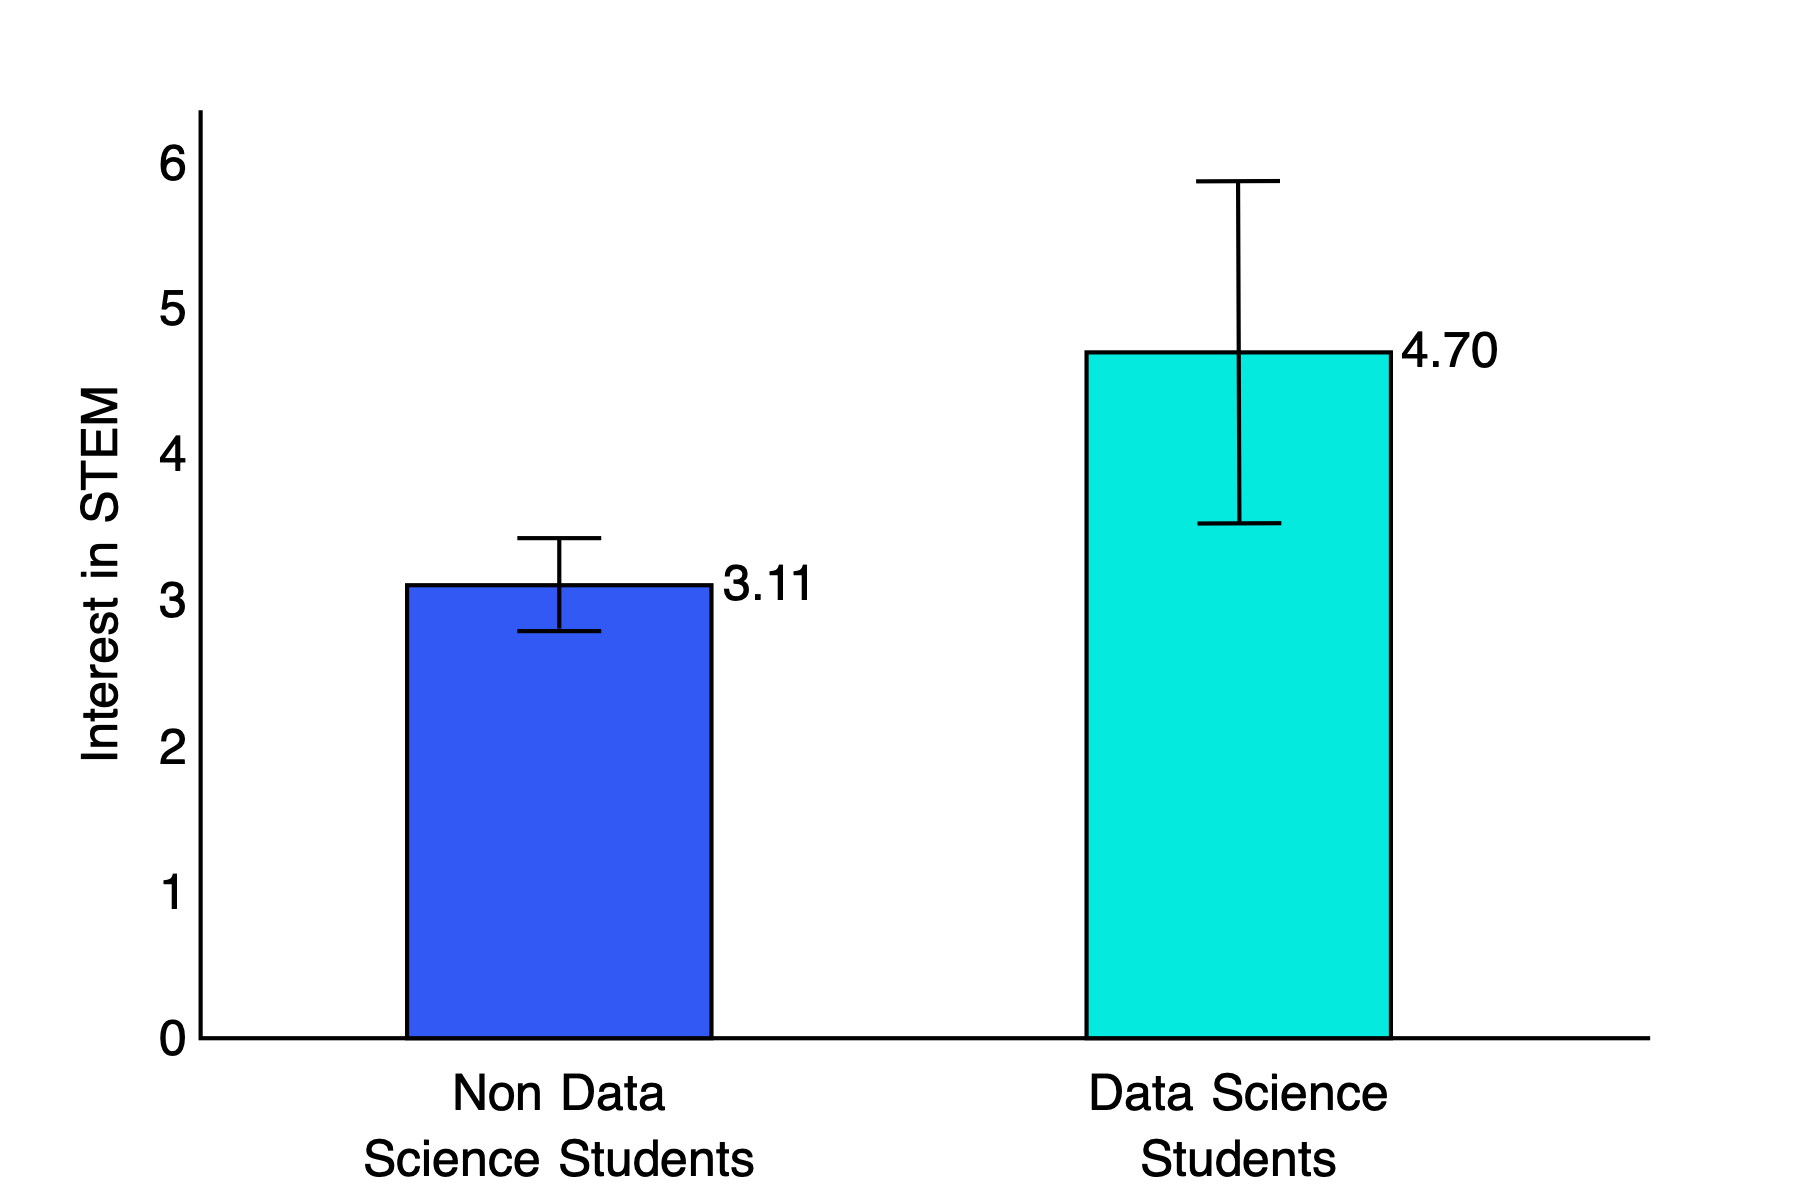 6
5
4
3
2
1
0
Interest in STEM
3.11
4.70
Non Data
Science Students
Data Science
Students